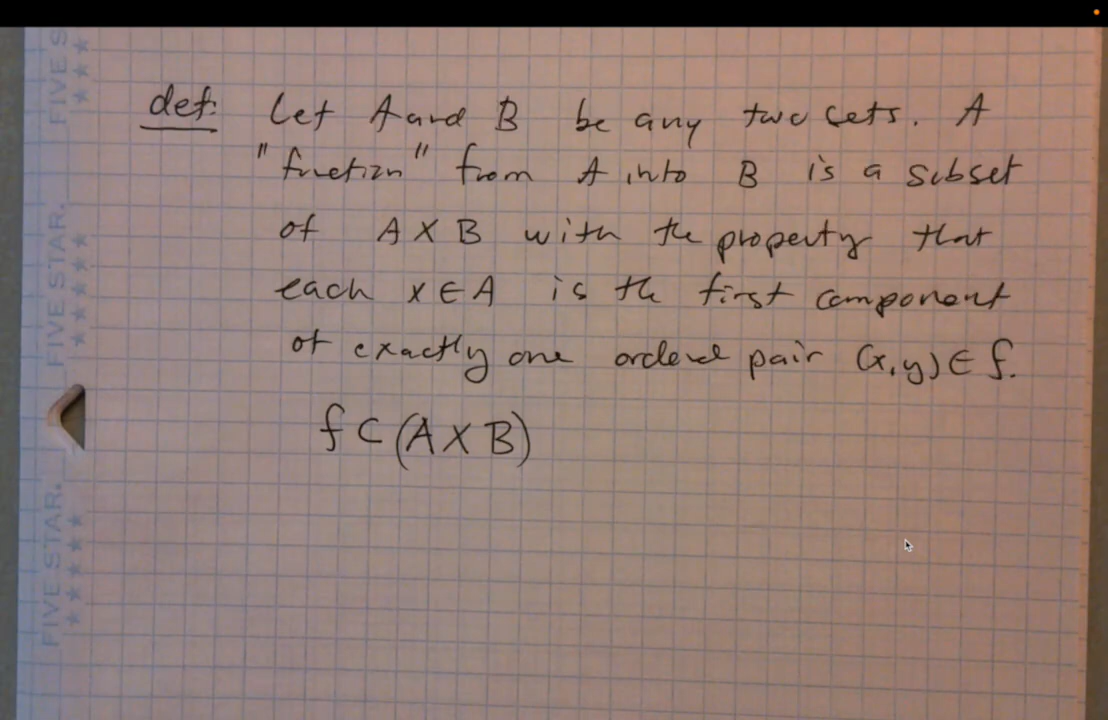 def: Let A and B be any two sets. A
"function" from A into B is a subset
of A X B with the property that
each x ∈ A is the first component
of exactly one ordered pair (x,y) ∈ f.
f ⊂ (A X B)
FIVE S
FIVE STAR.
FIVE STAR.